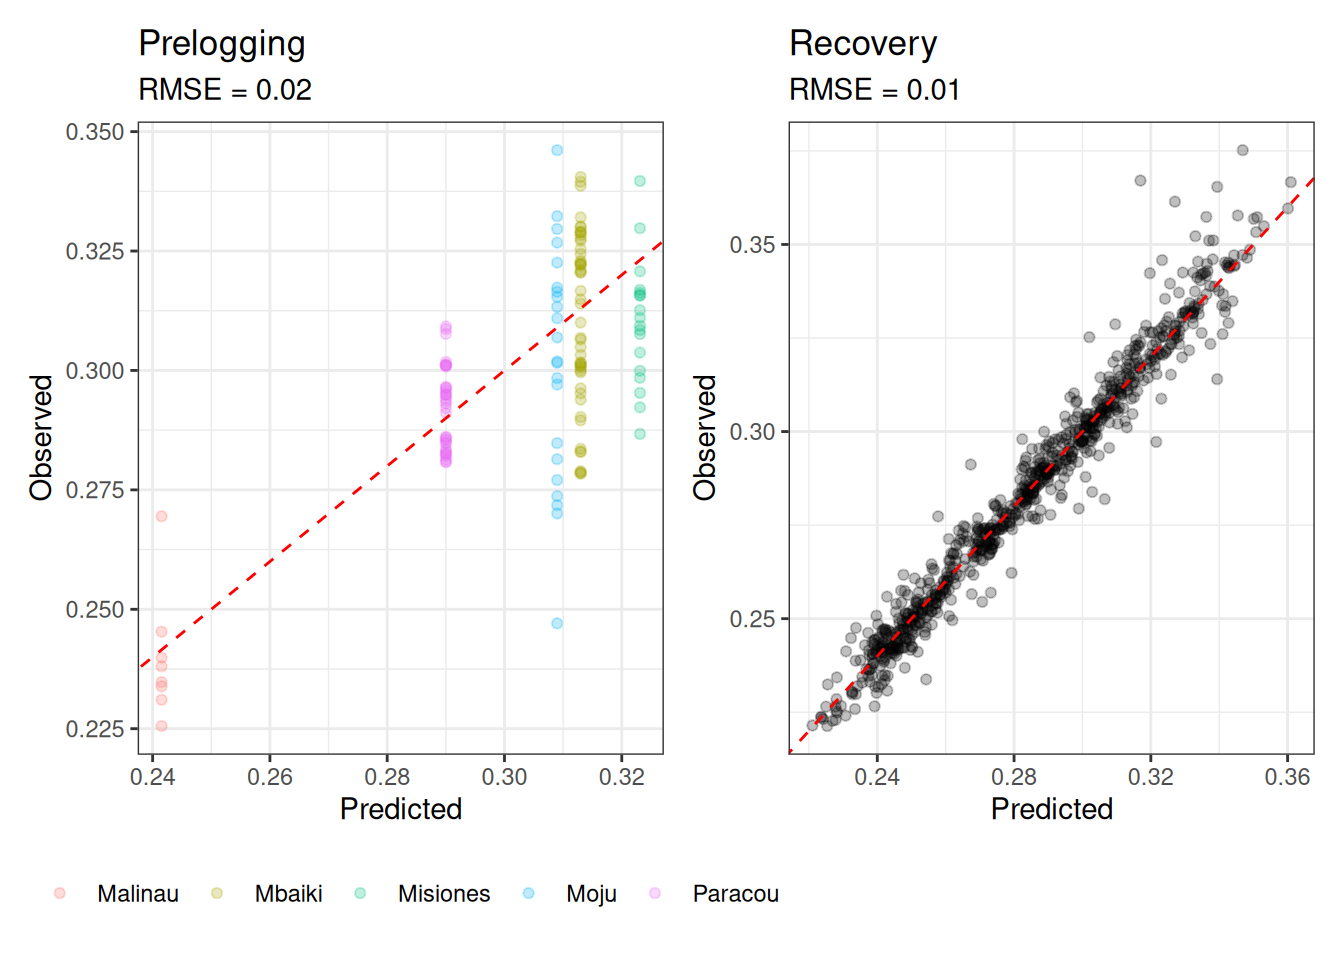 Prelogging
RMSE = 0.02
0.350
0.325
0.300
0.275
0.250
0.225
Observed
0.24 0.26 0.28 0.30 0.32
Predicted
Recovery
RMSE = 0.01
0.35
0.30
0.25
Observed
0.24 0.28 0.32 0.36
Predicted
Malinau Mbaiki Misiones Moju Paracou